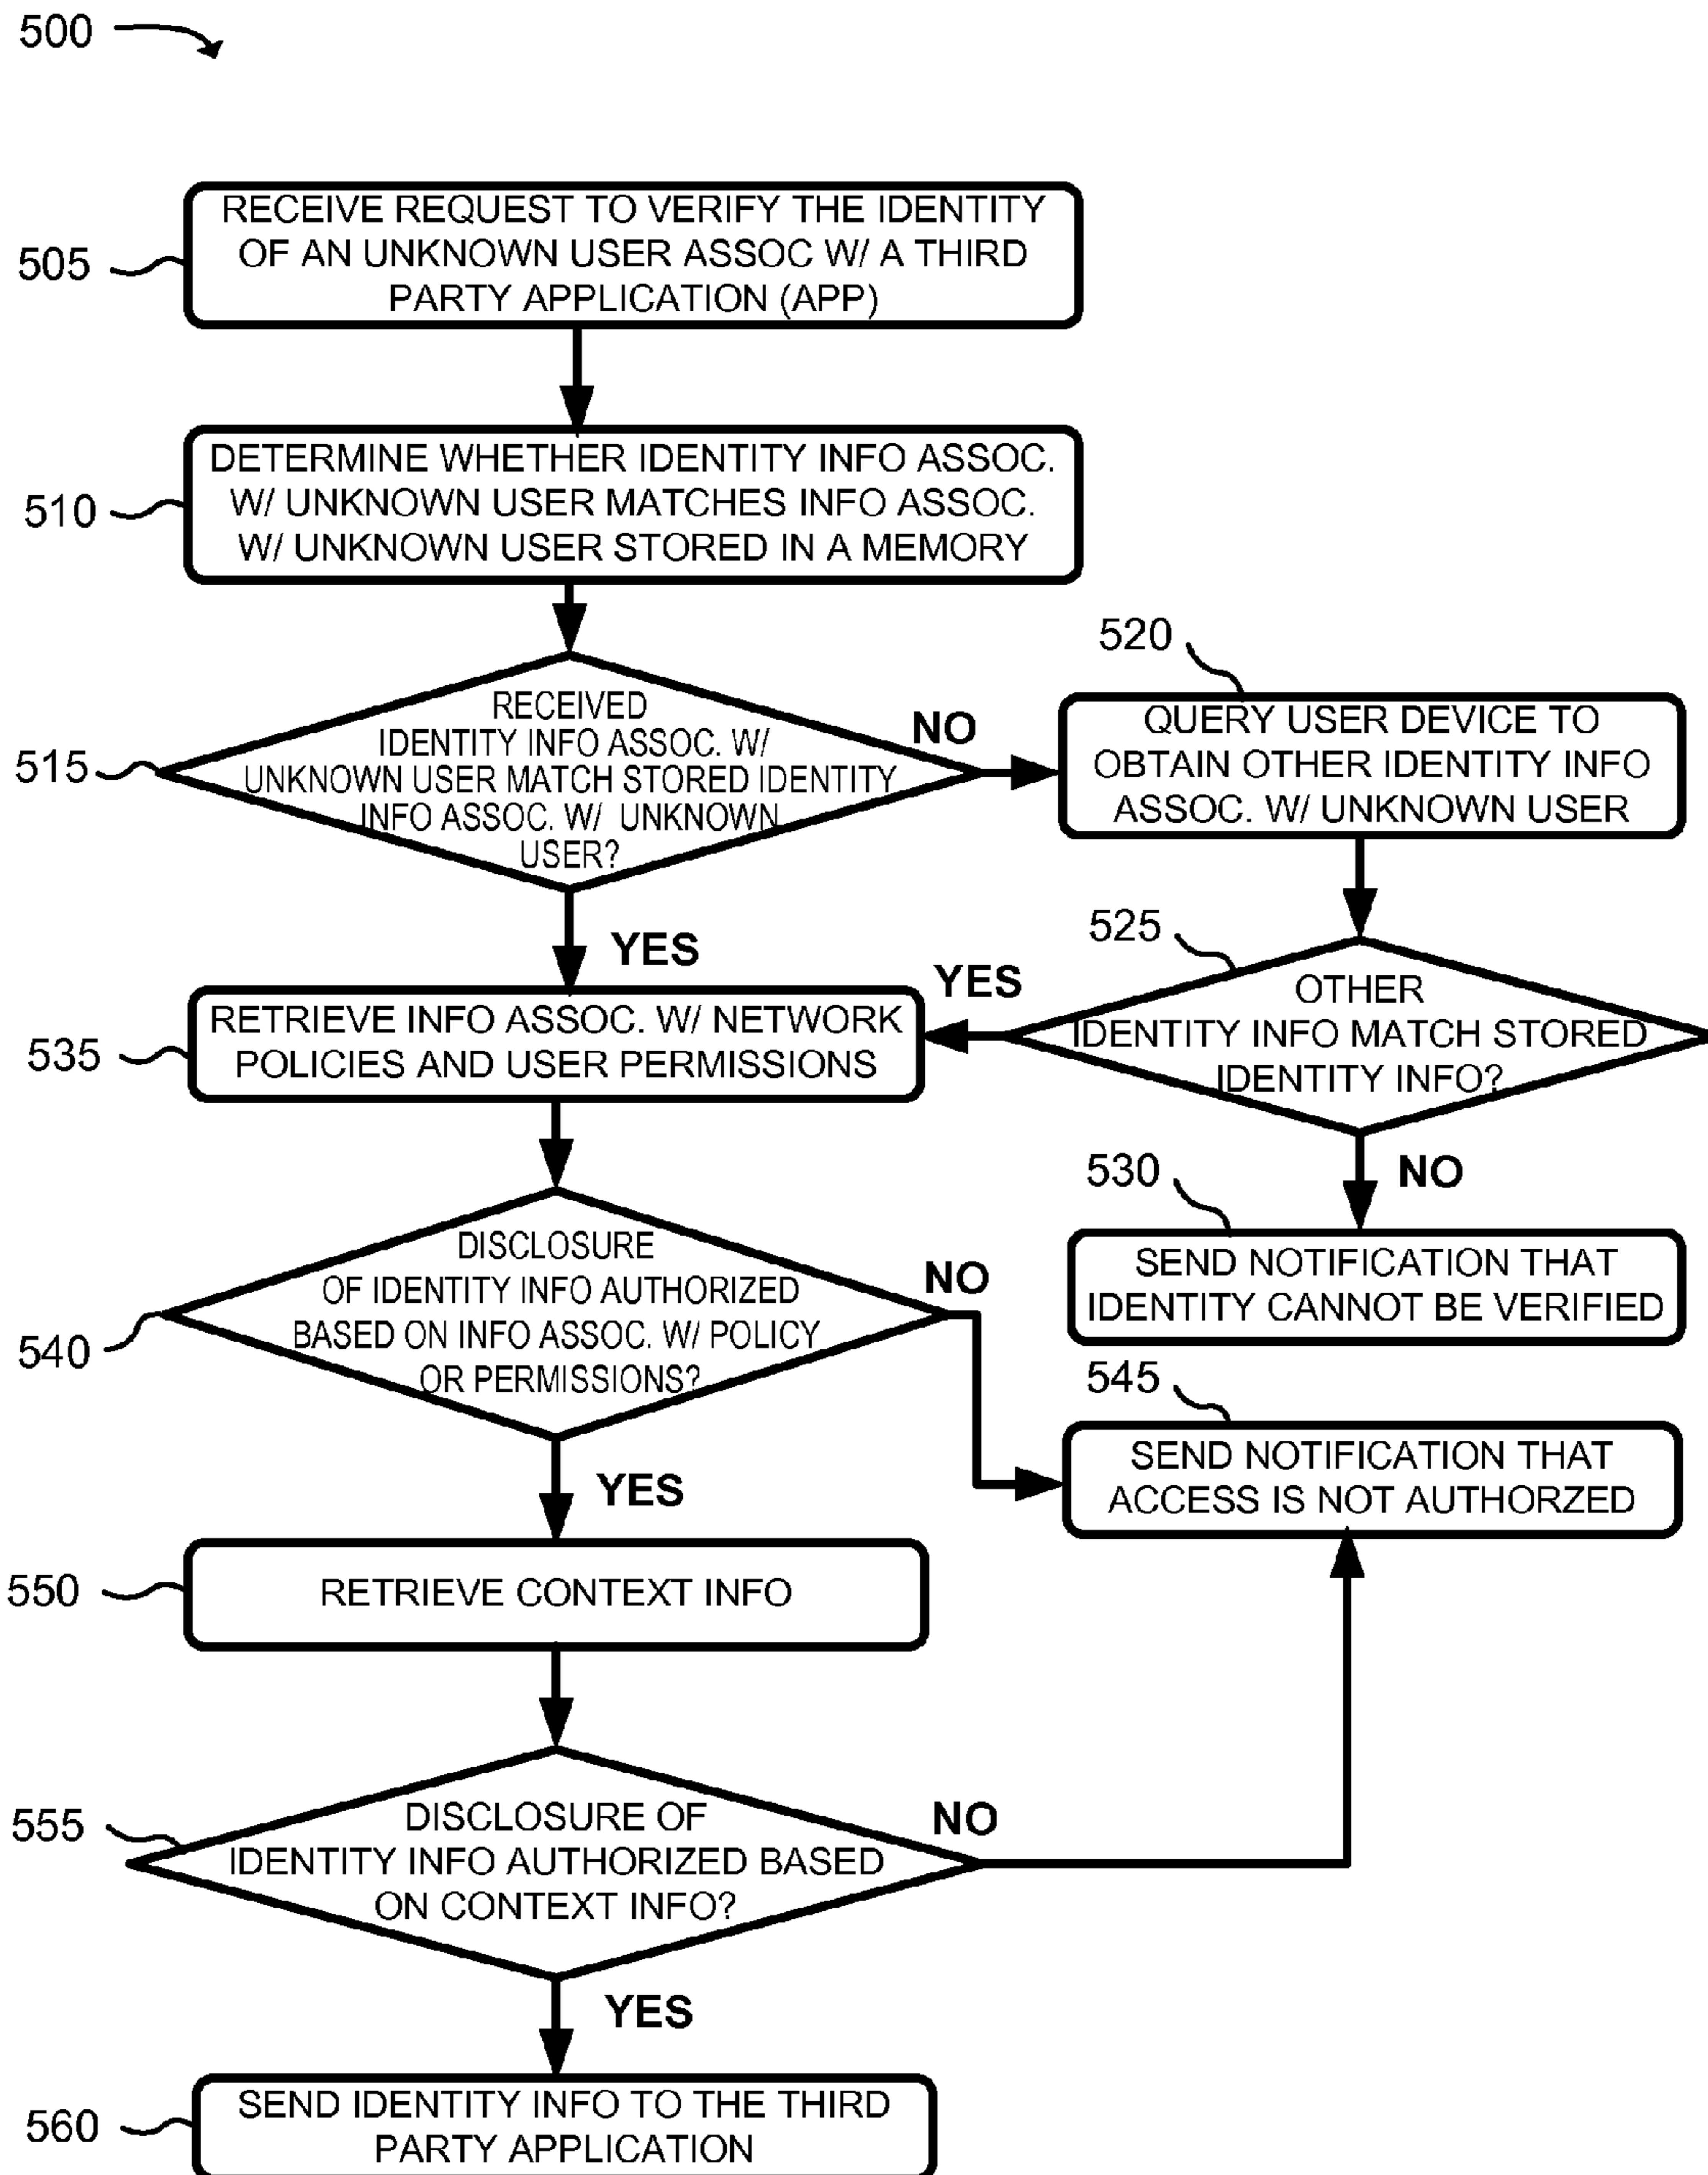 500
505
RECEIVE REQUEST TO VERIFY THE IDENTITY
OF AN UNKNOWN USER ASSOC W/ A THIRD
PARTY APPLICATION (APP)
510
DETERMINE WHETHER IDENTITY INFO ASSOC.
W/ UNKNOWN USER MATCHES INFO ASSOC.
W/ UNKNOWN USER STORED IN A MEMORY
515
RECEIVED
IDENTITY INFO ASSOC. W/
UNKNOWN USER MATCH STORED IDENTITY
INFO ASSOC. W/ UNKNOWN
USER?
NO
520
QUERY USER DEVICE TO
OBTAIN OTHER IDENTITY INFO
ASSOC. W/ UNKNOWN USER
YES
525
OTHER
IDENTITY INFO MATCH STORED
IDENTITY INFO?
YES
NO
530
SEND NOTIFICATION THAT
IDENTITY CANNOT BE VERIFIED
535
RETRIEVE INFO ASSOC. W/ NETWORK
POLICIES AND USER PERMISSIONS
540
DISCLOSURE
OF IDENTITY INFO AUTHORIZED
BASED ON INFO ASSOC. W/ POLICY
OR PERMISSIONS?
NO
545
SEND NOTIFICATION THAT
ACCESS IS NOT AUTHORZED
YES
550
RETRIEVE CONTEXT INFO
555
DISCLOSURE OF
IDENTITY INFO AUTHORIZED BASED
ON CONTEXT INFO?
NO
YES
560
SEND IDENTITY INFO TO THE THIRD
PARTY APPLICATION